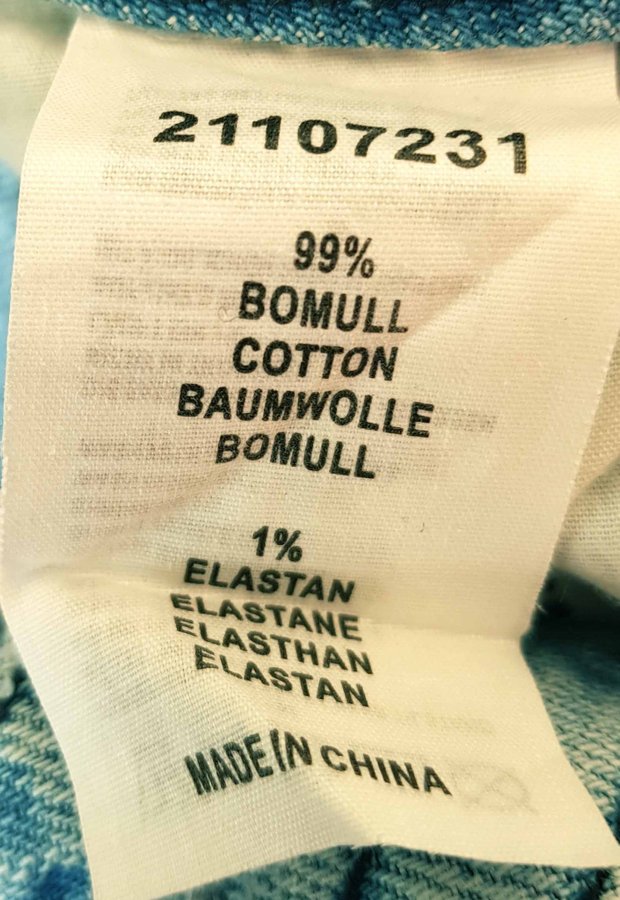 21107231
99%
BOMULL
COTTON
BAUMWOLLE
BOMULL
1%
ELASTAN
ELASTANE
ELASTHAN
ELASTAN
MADE IN CHINA